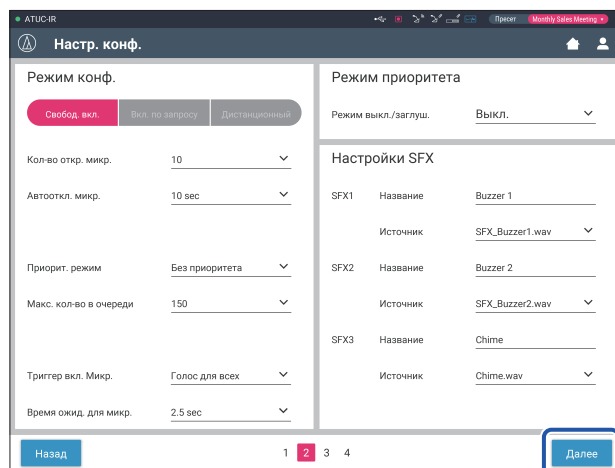 ATUC-IR
Пресет Monthly Sales Meeting
Настр. конф.
Режим конф.
Свобод. вкл. Вкл. по запросу Дистанционный
Кол-во откр. микр. 10
Автооткл. микр. 10 sec
Приорит. режим Без приоритета
Макс. кол-во в очереди 150
Триггер вкл. Микр. Голос для всех
Время ожид. для микр. 2.5 sec
Режим приоритета
Режим выкл./заглуш. Выкл.
Настройки SFX
SFX1 Название Buzzer 1
Источник SFX_Buzzer1.wav
SFX2 Название Buzzer 2
Источник SFX_Buzzer2.wav
SFX3 Название Chime
Источник Chime.wav
Назад 1 2 3 4 Далее